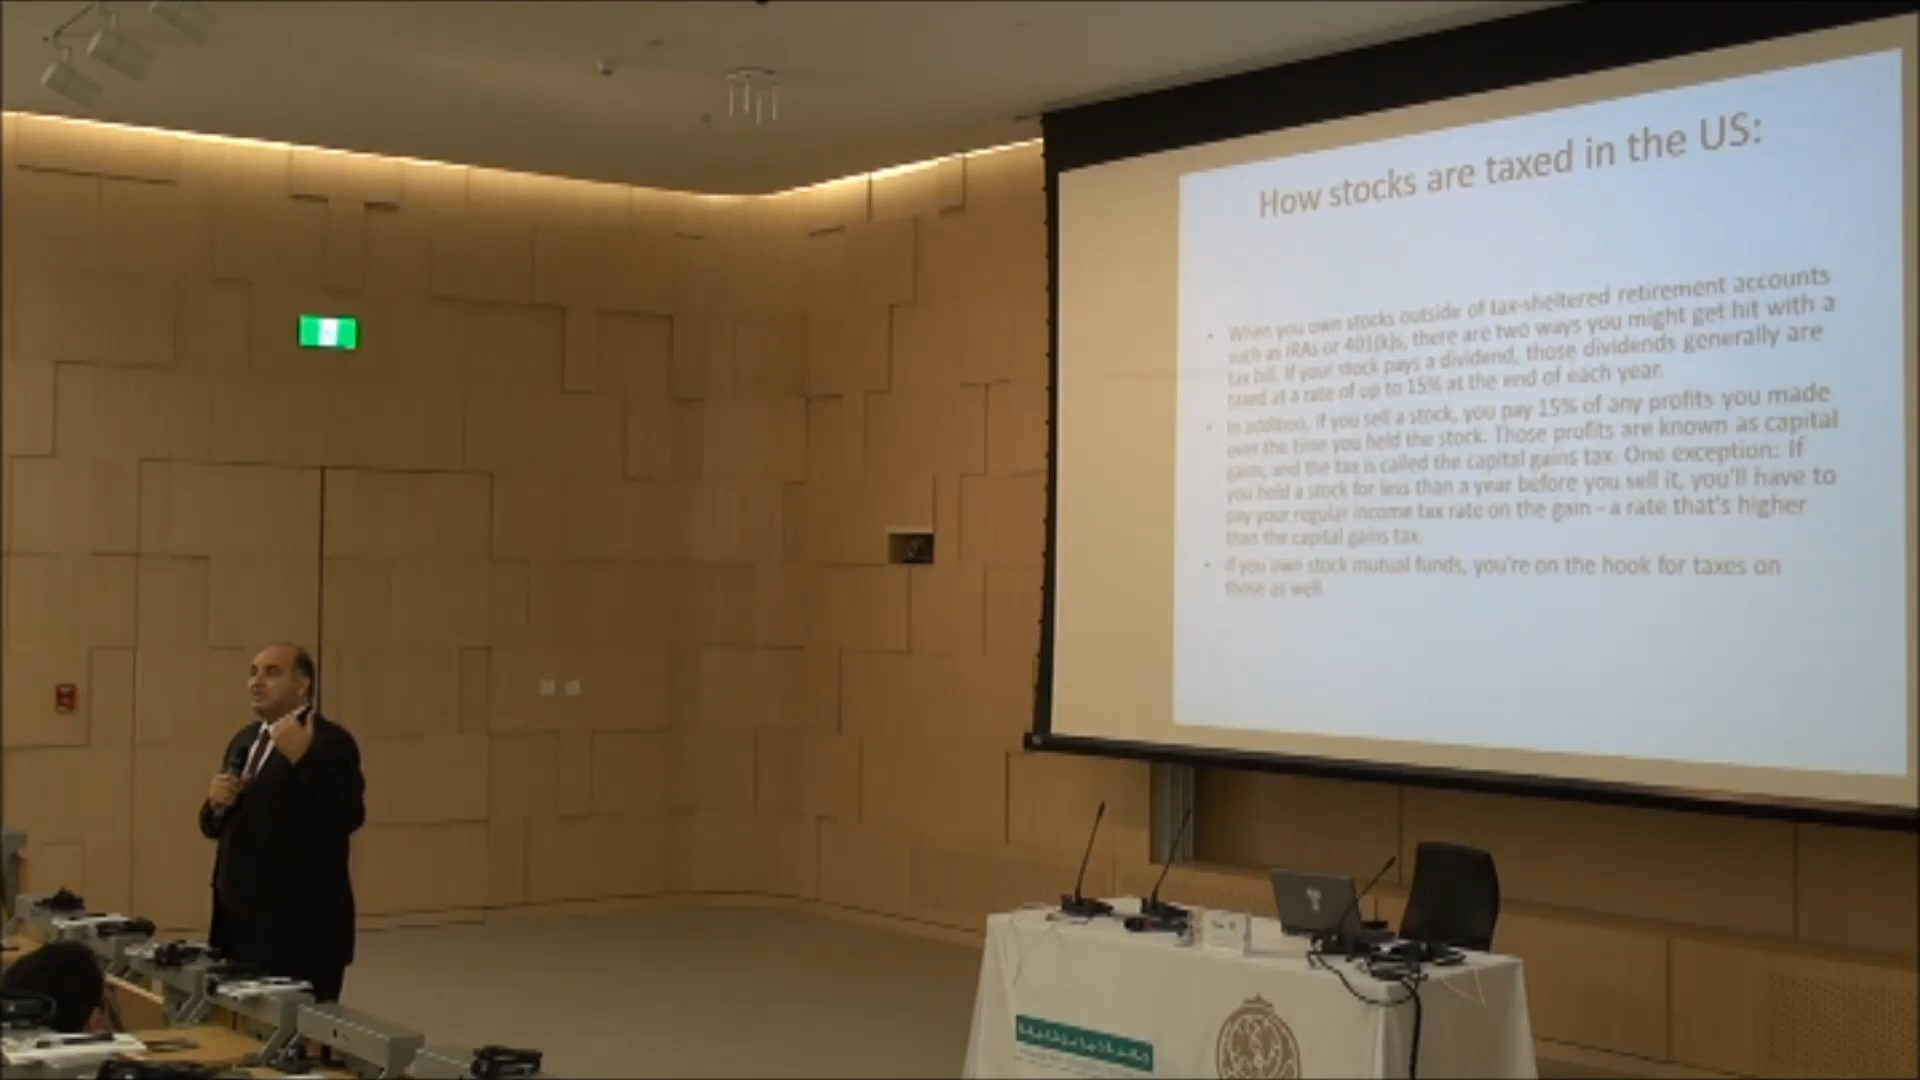 How stocks are taxed in the US:
• When you own stocks outside of tax-sheltered retirement accounts
such as IRAs or 401(k)s, there are two ways you might get hit with a
tax bill. If your stock pays a dividend, those dividends generally are
taxed at a rate of up to 15% at the end of each year.
• In addition, if you sell a stock, you pay 15% of any profits you made
over the time you held the stock. Those profits are known as capital
gains, and the tax is called the capital gains tax. One exception: If
you hold a stock for less than a year before you sell it, you'll have to
pay your regular income tax rate on the gain - a rate that's higher
than the capital gains tax.
• If you own stock mutual funds, you're on the hook for taxes on
those as well.